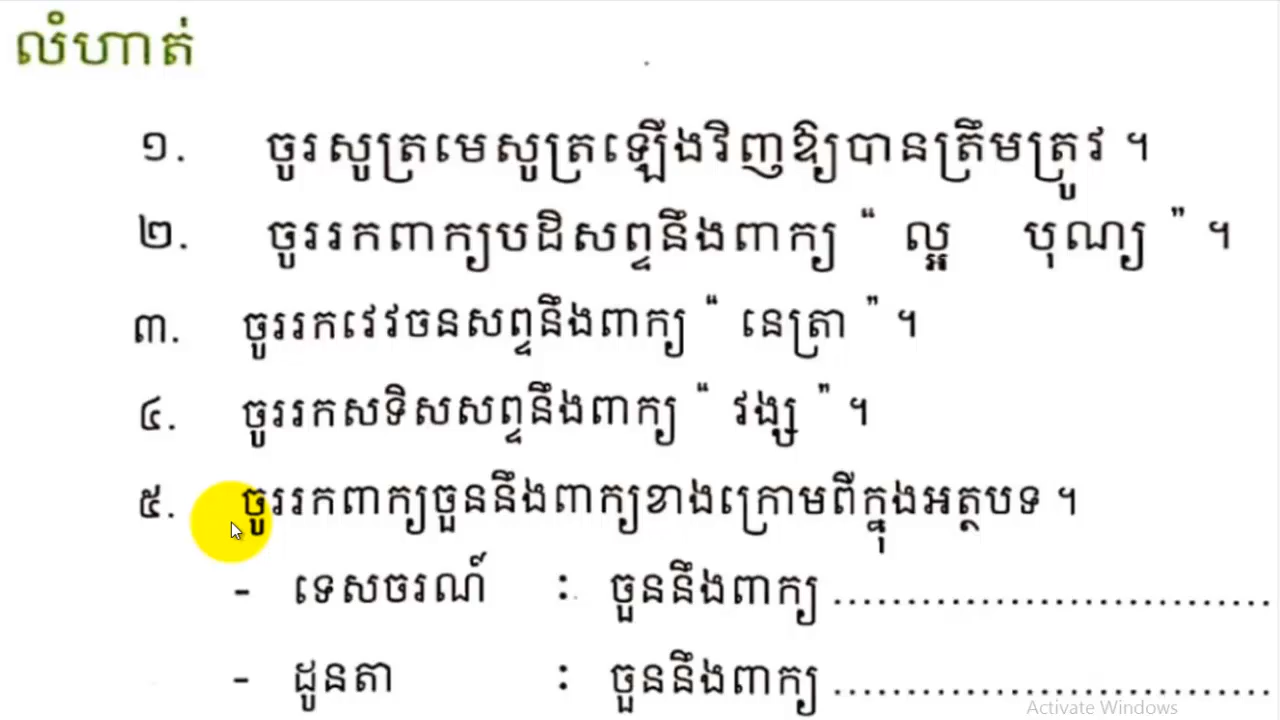 លំហាត់
១. ចូរសូត្រមេសូត្រឡើងវិញឱ្យបានត្រឹមត្រូវ ។
២. ចូររកពាក្យបដិសព្ទនឹងពាក្យ “ ល្អ បុណ្យ ” ។
៣. ចូររកវេវចនសព្ទនឹងពាក្យ “ នេត្រា ” ។
៤. ចូររកសទិសសព្ទនឹងពាក្យ “ វង្ស ” ។
៥. ចូររកពាក្យចួននឹងពាក្យខាងក្រោមពីក្នុងអត្ថបទ ។
- ទេសចរណ៍ : ចួននឹងពាក្យ ..............................
- ដូនតា : ចួននឹងពាក្យ ..............................
Activate Windows